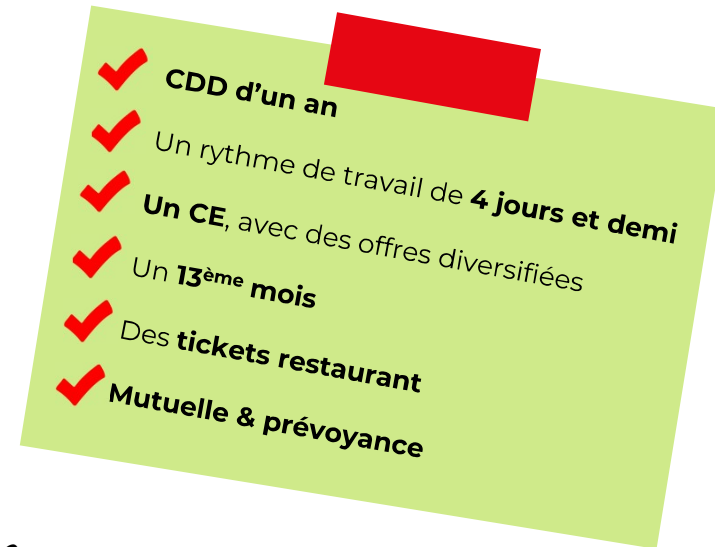 CDD d’un an
Un rythme de travail de 4 jours et demi
Un CE, avec des offres diversifiées
Un 13ème mois
Des tickets restaurant
Mutuelle & prévoyance